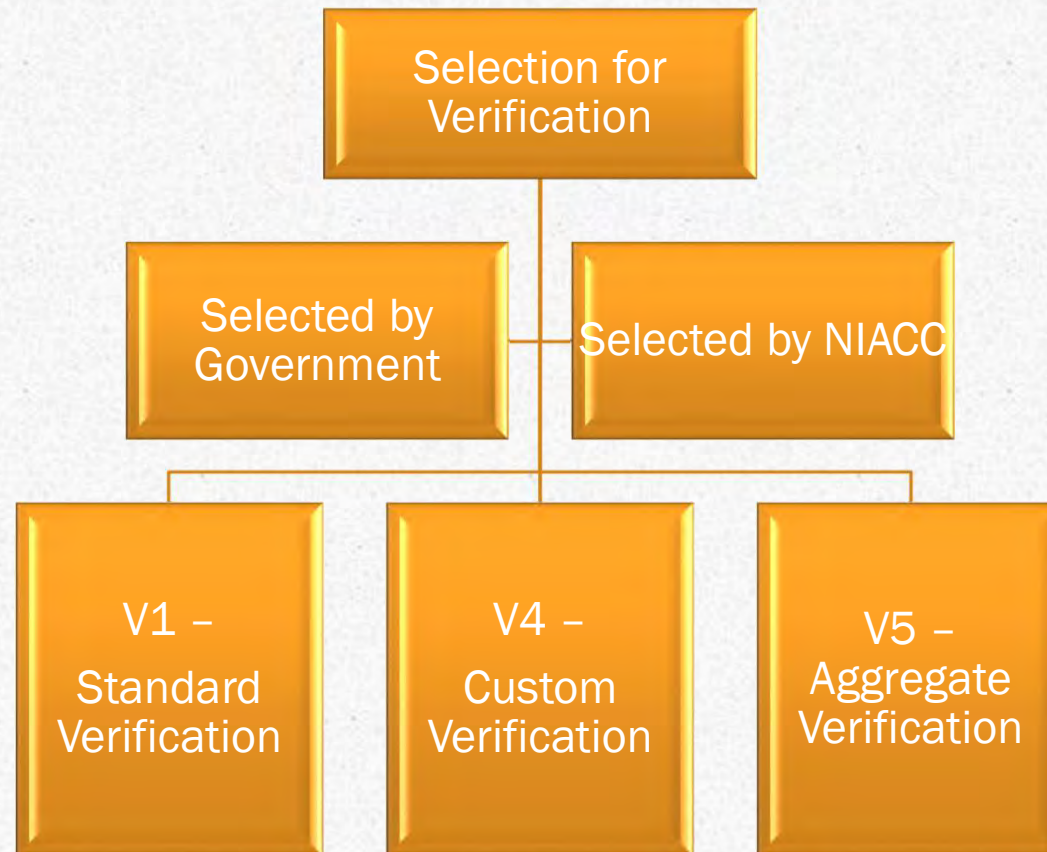 Selection for
Verification
Selected by
Government
Selected by NIACC
V1 –
Standard
Verification
V4 –
Custom
Verification
V5 –
Aggregate
Verification